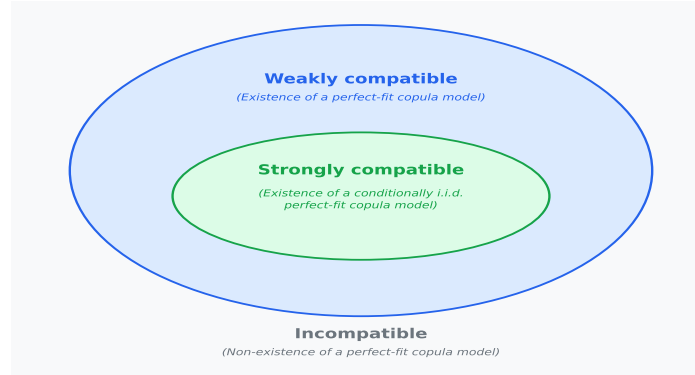 Weakly compatible
(Existence of a perfect-fit copula model)
Strongly compatible
(Existence of a conditionally i.i.d.
perfect-fit copula model)
Incompatible
(Non-existence of a perfect-fit copula model)